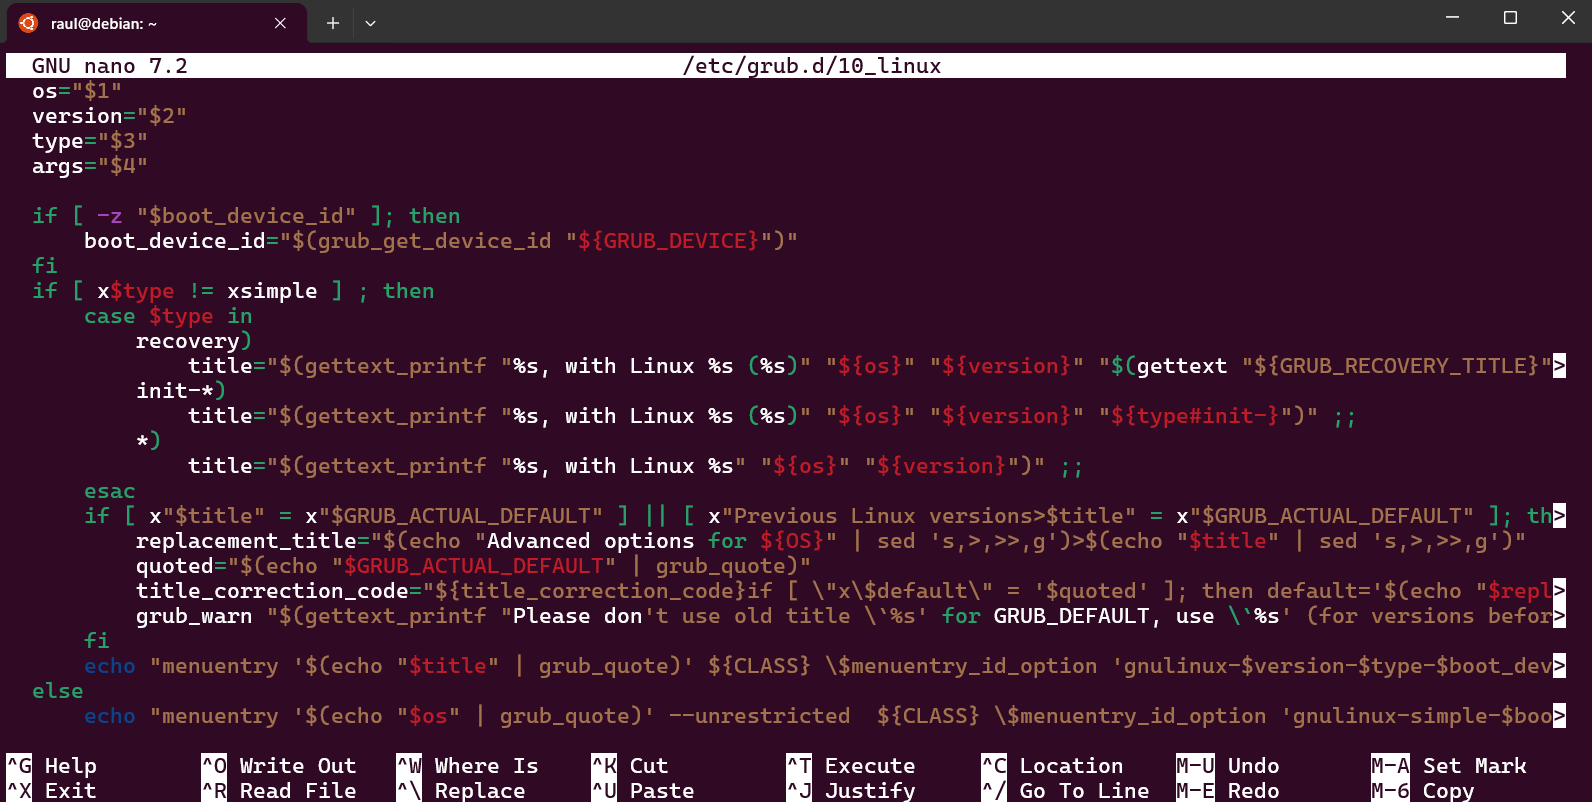 raul@debian: ~
GNU nano 7.2 /etc/grub.d/10_linux
os="$1"
version="$2"
type="$3"
args="$4"
if [ -z "$boot_device_id" ]; then
boot_device_id="$(grub_get_device_id "${GRUB_DEVICE}")"
fi
if [ x$type != xsimple ] ; then
case $type in
recovery)
title="$(gettext_printf "%s, with Linux %s (%s)" "${os}" "${version}" "$(gettext "${GRUB_RECOVERY_TITLE}">
init-*)
title="$(gettext_printf "%s, with Linux %s (%s)" "${os}" "${version}" "${type#init-}")" ;;
*)
title="$(gettext_printf "%s, with Linux %s" "${os}" "${version}")" ;;
esac
if [ x"$title" = x"$GRUB_ACTUAL_DEFAULT" ] || [ x"Previous Linux versions>$title" = x"$GRUB_ACTUAL_DEFAULT" ]; th>
replacement_title="$(echo "Advanced options for ${OS}" | sed 's,>,>>,g')>$(echo "$title" | sed 's,>,>>,g')"
quoted="$(echo "$GRUB_ACTUAL_DEFAULT" | grub_quote)"
title_correction_code="${title_correction_code}if [ \"x\$default\" = '$quoted' ]; then default='$(echo "$repl>
grub_warn "$(gettext_printf "Please don't use old title \`%s' for GRUB_DEFAULT, use \`%s' (for versions befor>
fi
echo "menuentry '$(echo "$title" | grub_quote)' ${CLASS} \$menuentry_id_option 'gnulinux-$version-$type-$boot_dev>
else
echo "menuentry '$(echo "$os" | grub_quote)' --unrestricted  ${CLASS} \$menuentry_id_option 'gnulinux-simple-$boo>
^G Help ^O Write Out ^W Where Is ^K Cut ^T Execute ^C Location M-U Undo M-A Set Mark
^X Exit ^R Read File ^\ Replace ^U Paste ^J Justify ^/ Go To Line M-E Redo M-6 Copy